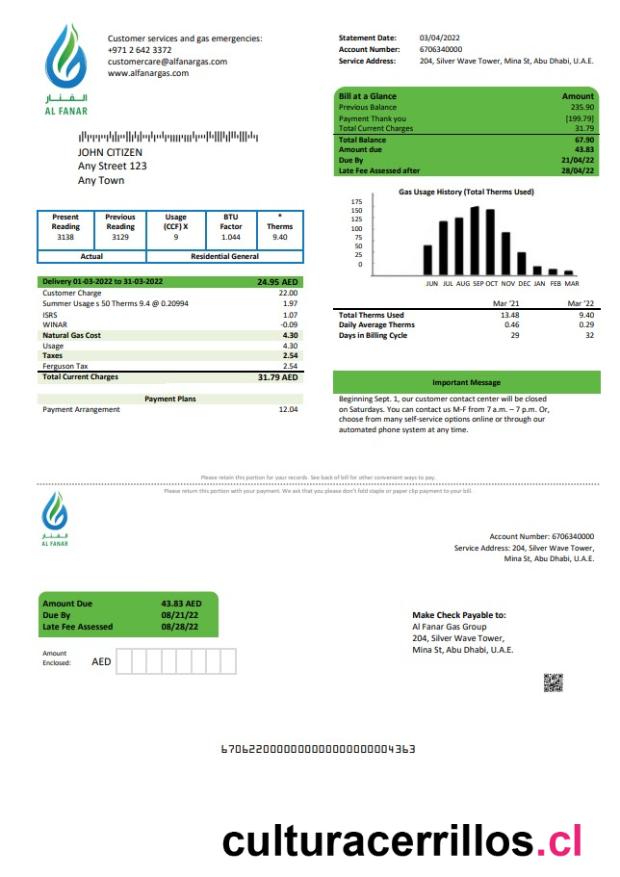 Customer services and gas emergencies:
+971 2 642 3372
customercare@alfanargas.com
www.alfanargas.com
الفنار
AL FANAR
Statement Date: 03/04/2022
Account Number: 6706340000
Service Address: 204, Silver Wave Tower, Mina St, Abu Dhabi, U.A.E.
JOHN CITIZEN
Any Street 123
Any Town
Bill at a Glance Amount
Previous Balance 235.90
Payment Thank you [199.79]
Total Current Charges 31.79
Total Balance 67.90
Amount due 43.83
Due By 21/04/22
Late Fee Assessed after 28/04/22
Present Reading Previous Reading Usage (CCF) X BTU Factor * Therms
3138 3129 9 1.044 9.40
Actual Residential General
Gas Usage History (Total Therms Used)
175
150
125
100
75
50
25
0
JUN JUL AUG SEP OCT NOV DEC JAN FEB MAR
Delivery 01-03-2022 to 31-03-2022 24.95 AED
Customer Charge 22.00
Summer Usage s 50 Therms 9.4 @ 0.20994 1.97
ISRS 1.07
WINAR -0.09
Natural Gas Cost 4.30
Usage 4.30
Taxes 2.54
Ferguson Tax 2.54
Total Current Charges 31.79 AED
Payment Plans
Payment Arrangement 12.04
Mar '21 Mar '22
Total Therms Used 13.48 9.40
Daily Average Therms 0.46 0.29
Days in Billing Cycle 29 32
Important Message
Beginning Sept. 1, our customer contact center will be closed
on Saturdays. You can contact us M-F from 7 a.m. – 7 p.m. Or,
choose from many self-service options online or through our
automated phone system at any time.
Please retain this portion for your records. See back of bill for other convenient ways to pay.
Please return this portion with your payment. We ask that you please don't fold staple or paper clip payment to your bill.
الفنار
AL FANAR
Account Number: 6706340000
Service Address: 204, Silver Wave Tower,
Mina St, Abu Dhabi, U.A.E.
Amount Due 43.83 AED
Due By 08/21/22
Late Fee Assessed 08/28/22
Amount
Enclosed: AED
Make Check Payable to:
Al Fanar Gas Group
204, Silver Wave Tower,
Mina St, Abu Dhabi, U.A.E.
culturacerrillos.cl